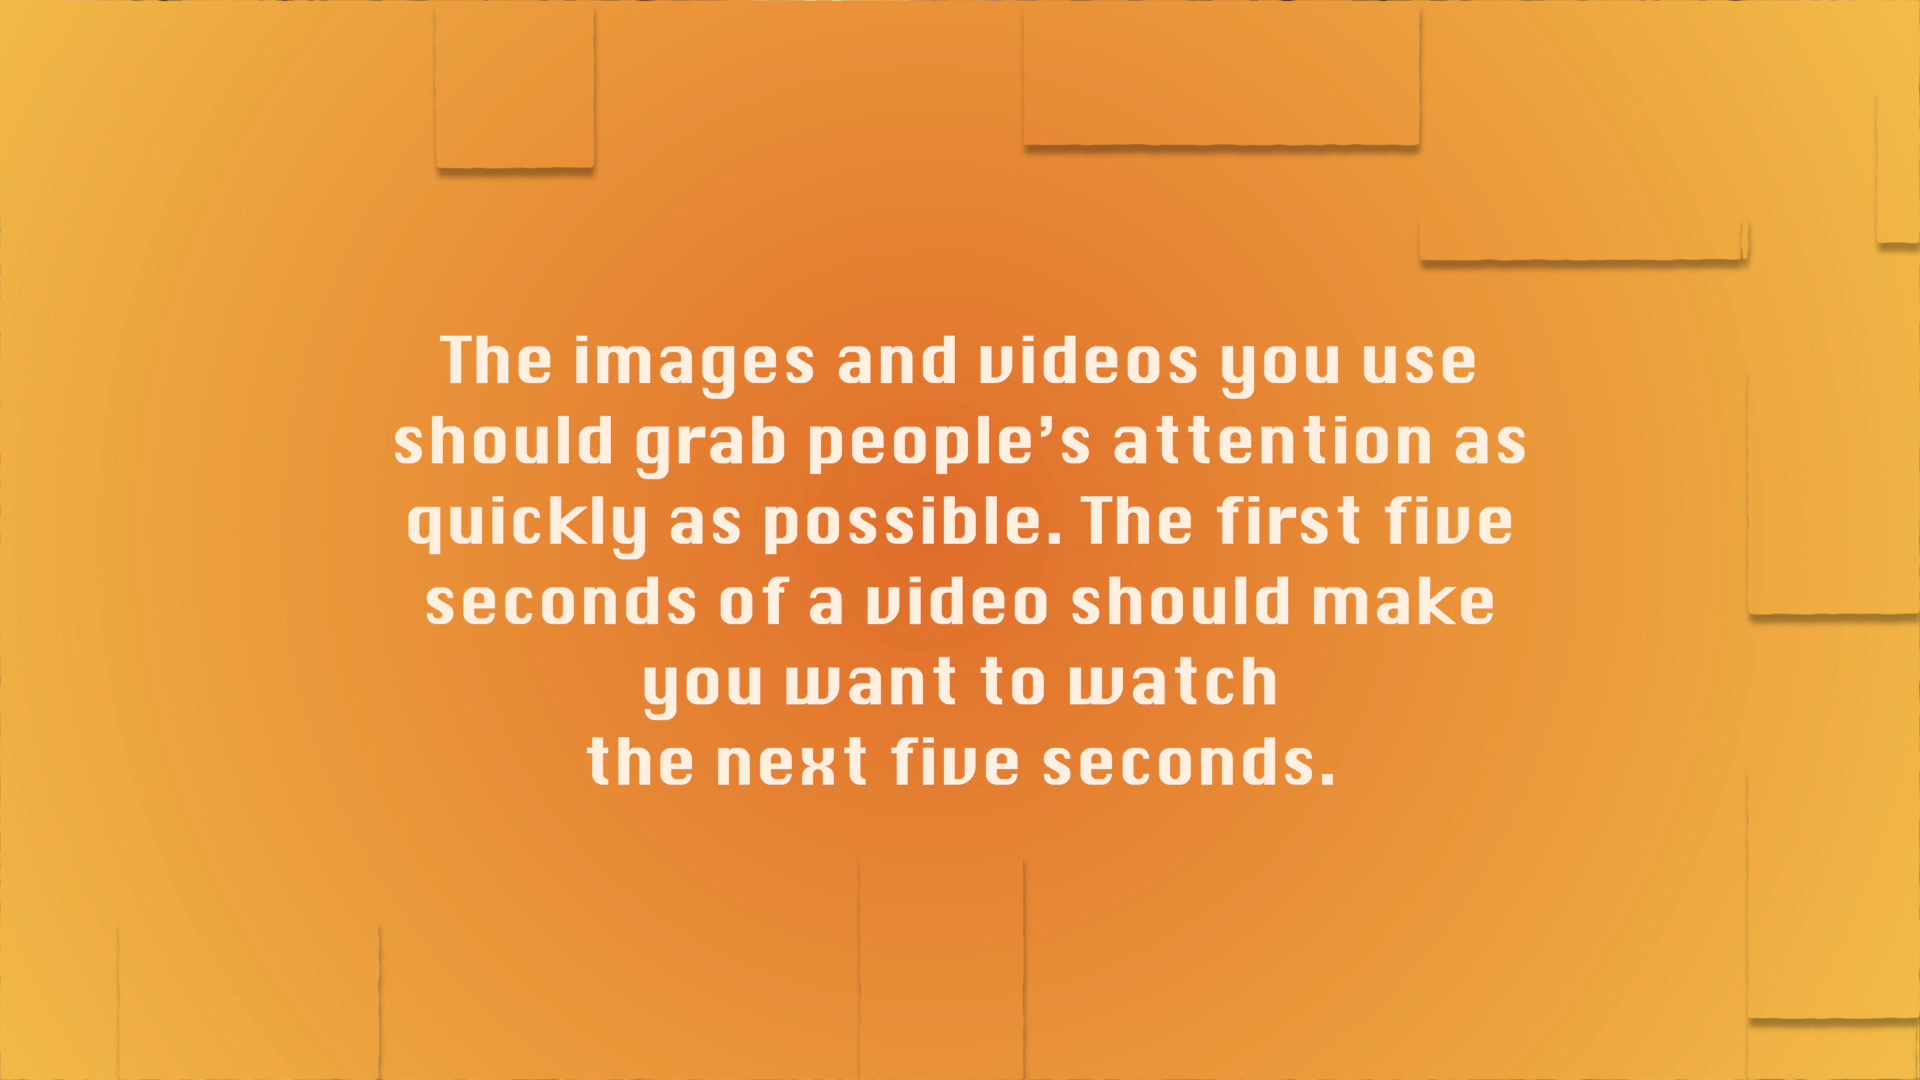 The images and videos you use
should grab people’s attention as
quickly as possible. The first five
seconds of a video should make
you want to watch
the next five seconds.